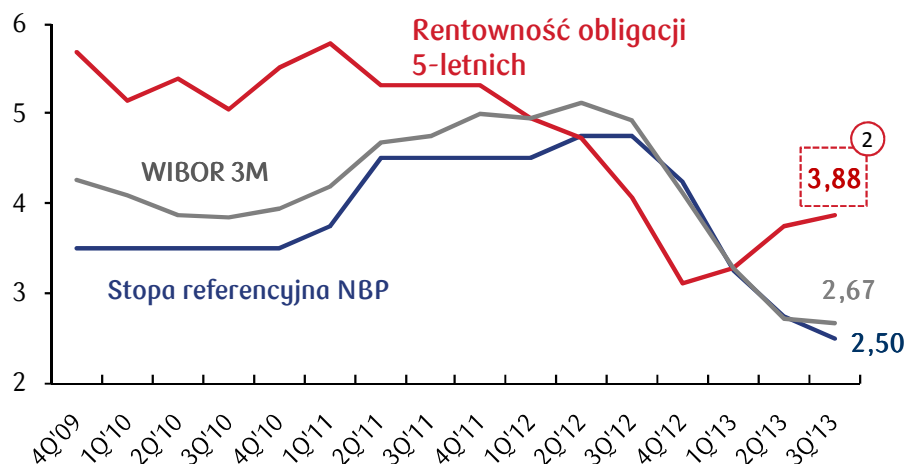 6
5
4
3
2
Rentowność obligacji
5-letnich
WIBOR 3M
Stopa referencyjna NBP
2
3,88
2,67
2,50
4Q'09
1Q'10
2Q'10
3Q'10
4Q'10
1Q'11
2Q'11
3Q'11
4Q'11
1Q'12
2Q'12
3Q'12
4Q'12
1Q'13
2Q'13
3Q'13